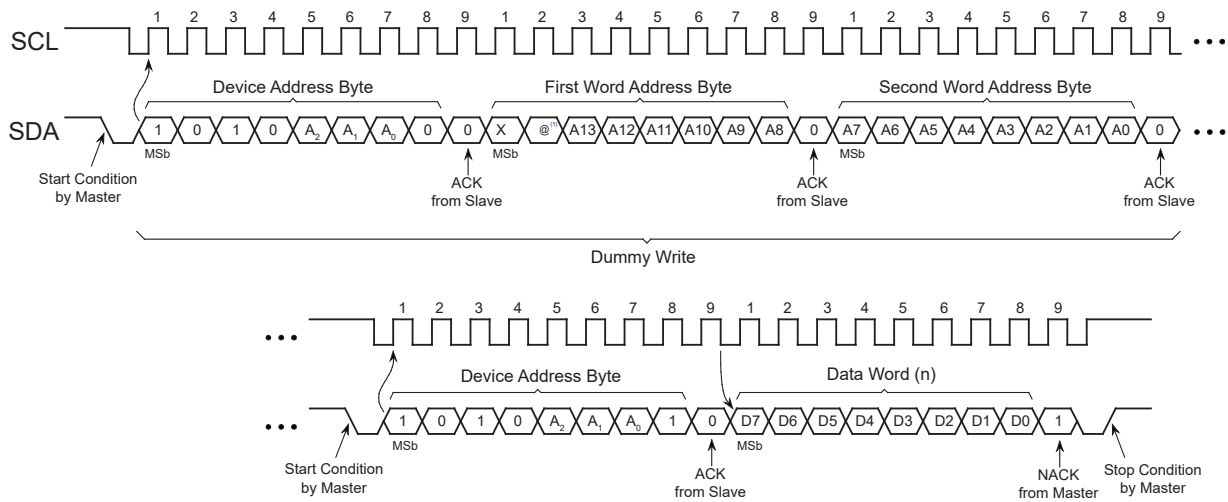 SCL
1 2 3 4 5 6 7 8 9 1 2 3 4 5 6 7 8 9 1 2 3 4 5 6 7 8 9
Device Address Byte First Word Address Byte Second Word Address Byte
SDA
1 0 1 0 A2 A1 A0 0 0 X @(1) A13 A12 A11 A10 A9 A8 0 A7 A6 A5 A4 A3 A2 A1 A0 0
MSb MSb MSb
Start Condition
by Master
ACK
from Slave
ACK
from Slave
ACK
from Slave
Dummy Write
1 2 3 4 5 6 7 8 9 1 2 3 4 5 6 7 8 9
Device Address Byte Data Word (n)
1 0 1 0 A2 A1 A0 1 0 D7 D6 D5 D4 D3 D2 D1 D0 1
MSb MSb
Start Condition
by Master
ACK
from Slave
NACK
from Master
Stop Condition
by Master